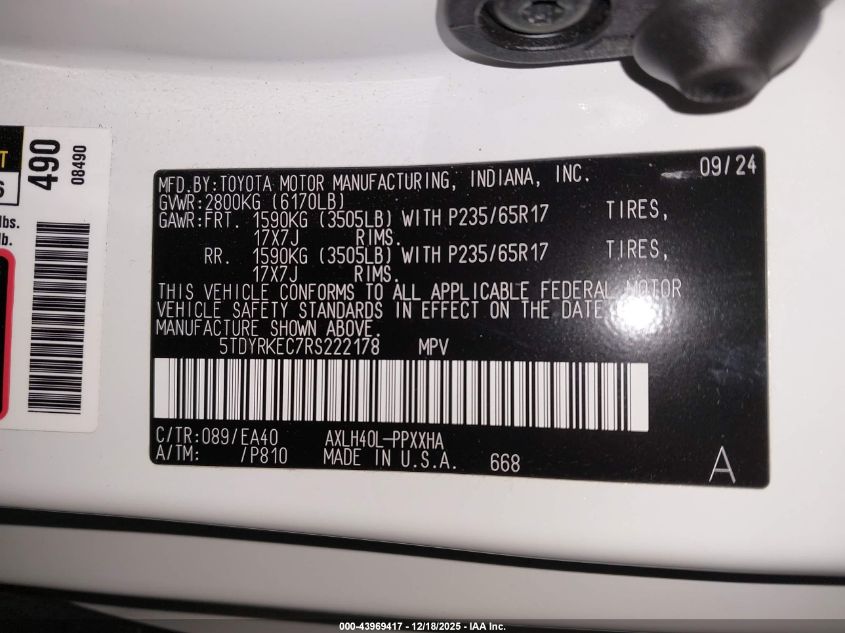 T
S
lbs.
lb.
490
08490
MFD.BY:TOYOTA MOTOR MANUFACTURING, INDIANA, INC. 09/24
GVWR:2800KG (6170LB)
GAWR:FRT. 1590KG (3505LB) WITH P235/65R17 TIRES,
17X7J RIMS.
RR. 1590KG (3505LB) WITH P235/65R17 TIRES,
17X7J RIMS.
THIS VEHICLE CONFORMS TO ALL APPLICABLE FEDERAL MOTOR
VEHICLE SAFETY STANDARDS IN EFFECT ON THE DATE
MANUFACTURE SHOWN ABOVE.
5TDYRKEC7RS222178 MPV
C/TR:089/EA40 AXLH40L-PPXXHA
A/TM: /P810 MADE IN U.S.A. 668 A
000-43969417 - 12/18/2025 - IAA Inc.